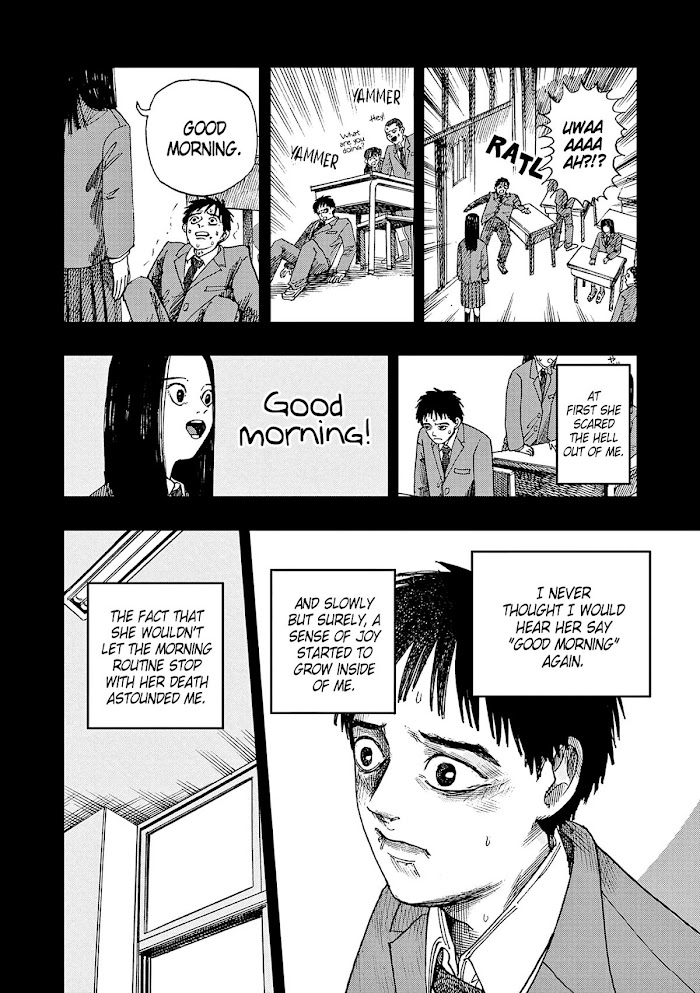 UWAA
AAAA
AH?!?
RATL
YAMMER
Hey!
What
are you
doing?
YAMMER
GOOD
MORNING.
AT
FIRST SHE
SCARED
THE HELL
OUT OF ME.
Good
morning!
I NEVER
THOUGHT I WOULD
HEAR HER SAY
"GOOD MORNING"
AGAIN.
AND SLOWLY
BUT SURELY, A
SENSE OF JOY
STARTED TO
GROW INSIDE
OF ME.
THE FACT THAT
SHE WOULDN'T
LET THE MORNING
ROUTINE STOP
WITH HER DEATH
ASTOUNDED ME.